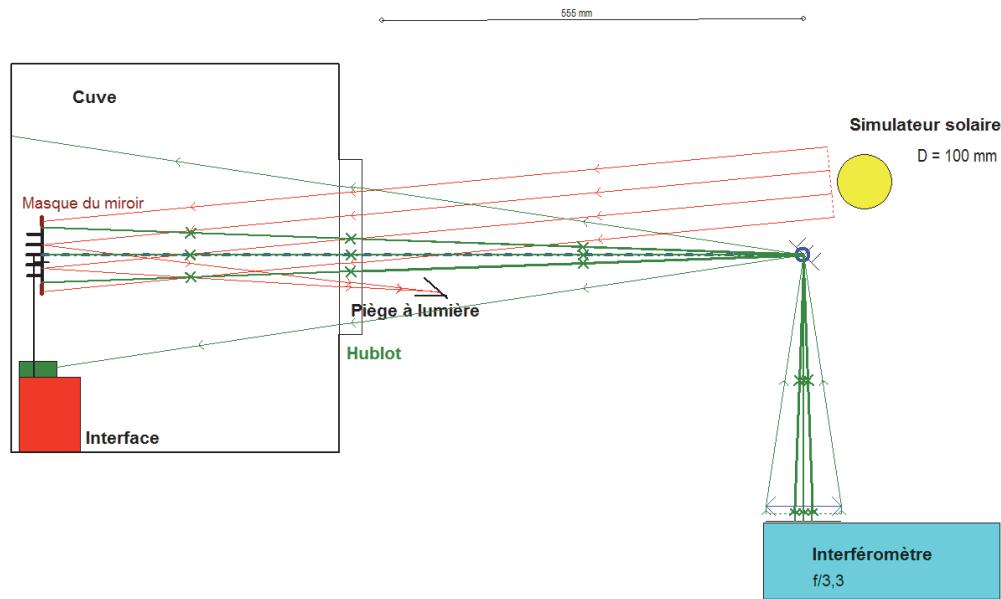 555 mm
Cuve
Simulateur solaire
D = 100 mm
Masque du miroir
Piège à lumière
Hublot
Interface
Interféromètre
f/3,3